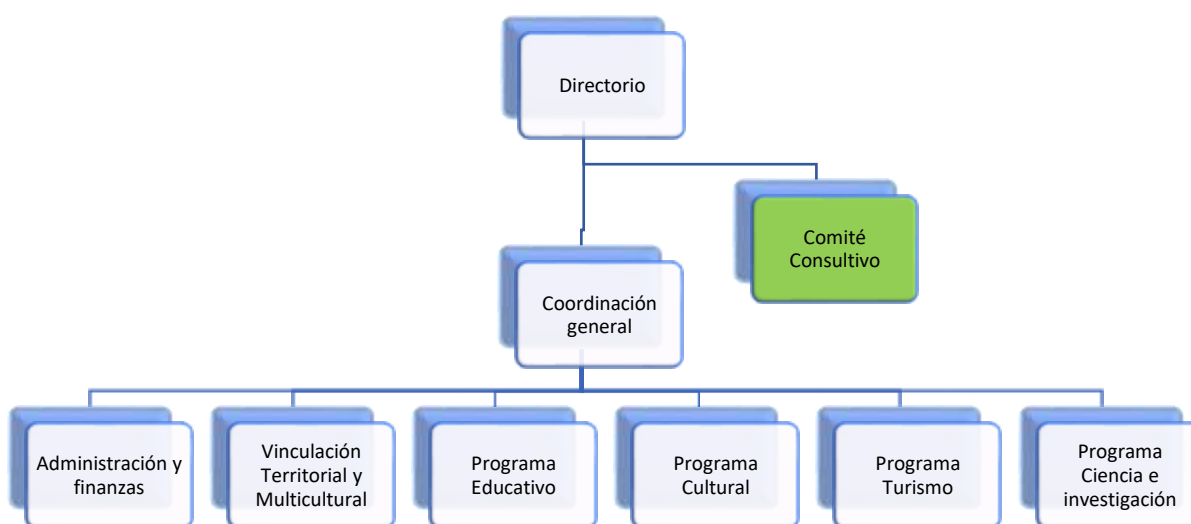 Directorio
Comité
Consultivo
Coordinación
general
Administración y
finanzas
Vinculación
Territorial y
Multicultural
Programa
Educativo
Programa
Cultural
Programa
Turismo
Programa
Ciencia e
investigación